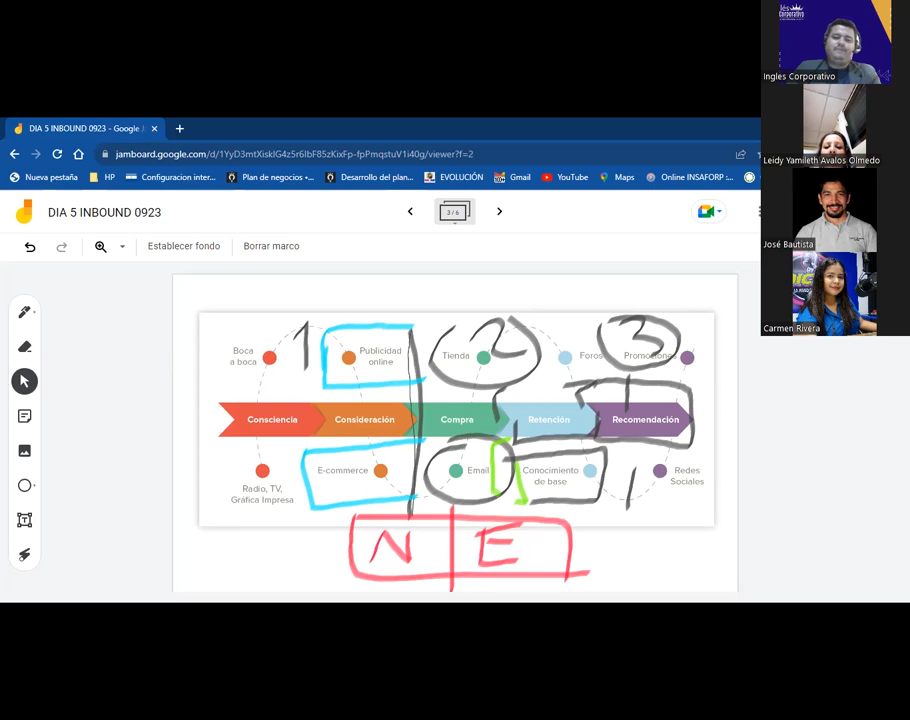 DIA 5 INBOUND 0923 - Google J
jamboard.google.com/d/1YyD3mtXiskIG4z5r6IbF85zKixFp-fpPmqstuV1i40g/viewer?f=2
Nueva pestaña
HP
Configuracion inter...
Plan de negocios •...
Desarrollo del plan...
EVOLUCIÓN
Gmail
YouTube
Maps
Online INSAFORP :...
DIA 5 INBOUND 0923
3 / 6
Establecer fondo
Borrar marco
1
2
3
Boca
a boca
Publicidad
online
Tienda
Foros
Promociones
Consciencia
Consideración
Compra
Retención
Recomendación
Radio, TV,
Gráfica Impresa
E-commerce
Email
Conocimiento
de base
Redes
Sociales
N E
Corporativo
Ingles Corporativo
Leidy Yamileth Avalos Olmedo
José Bautista
Carmen Rivera